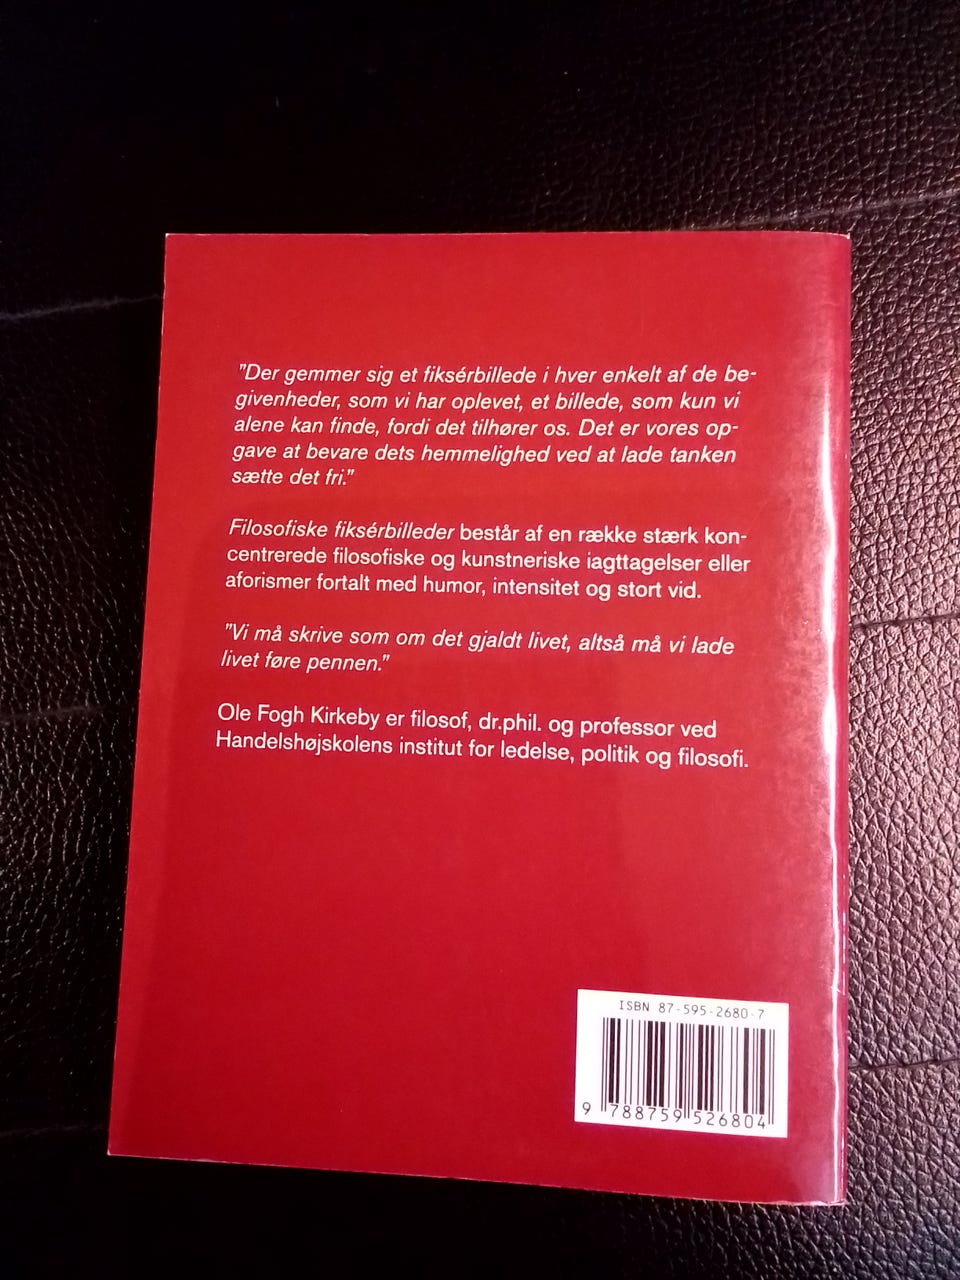 "Der gemmer sig et fiksérbillede i hver enkelt af de be-
givenheder, som vi har oplevet, et billede, som kun vi
alene kan finde, fordi det tilhører os. Det er vores op-
gave at bevare dets hemmelighed ved at lade tanken
sætte det fri."
Filosofiske fiksérbilleder består af en række stærk kon-
centrerede filosofiske og kunstneriske iagttagelser eller
aforismer fortalt med humor, intensitet og stort vid.
"Vi må skrive som om det gjaldt livet, altså må vi lade
livet føre pennen."
Ole Fogh Kirkeby er filosof, dr.phil. og professor ved
Handelshøjskolens institut for ledelse, politik og filosofi.
ISBN 87-595-2680-7
9 788759 526804